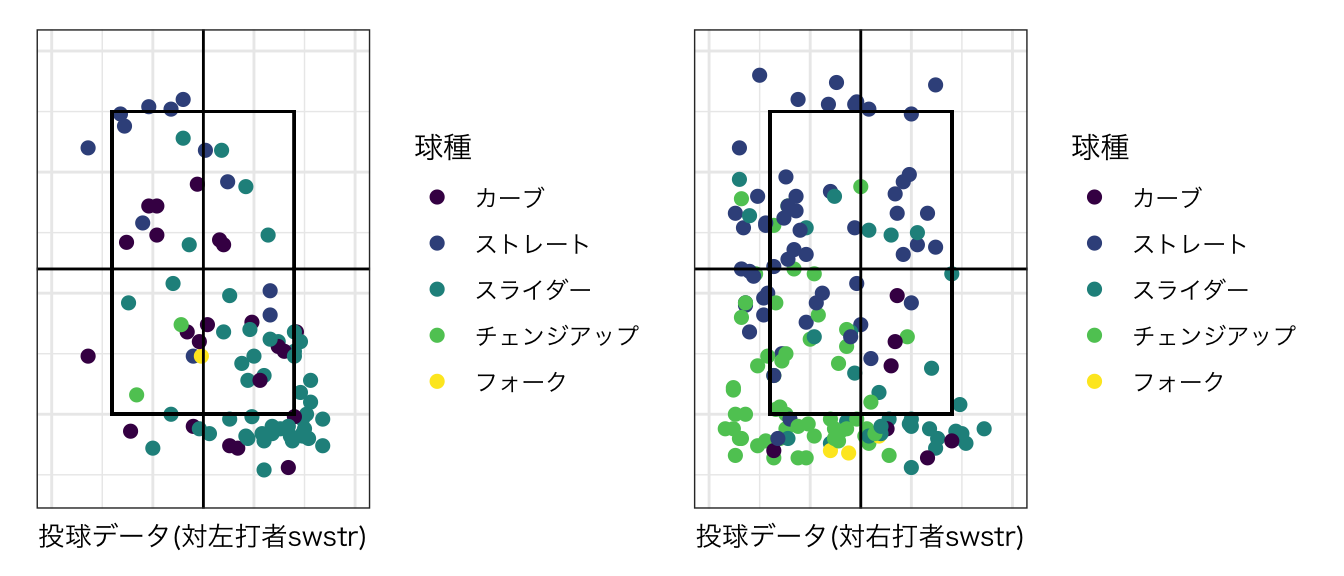 球種
カーブ
ストレート
スライダー
チェンジアップ
フォーク
投球データ(対左打者swstr)
球種
カーブ
ストレート
スライダー
チェンジアップ
フォーク
投球データ(対右打者swstr)